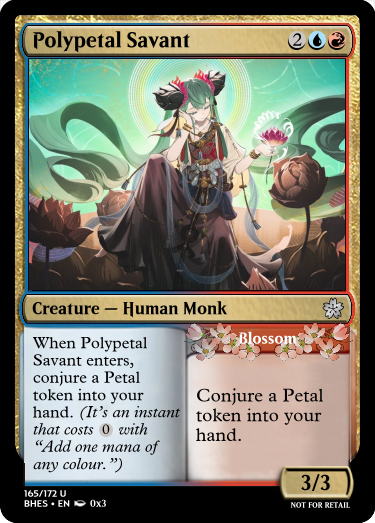 Polypetal Savant 2
Creature — Human Monk
When Polypetal
Savant enters,
conjure a Petal
token into your
hand. (It's an instant
that costs 0 with
“Add one mana of
any colour.”)
Blossom
Conjure a Petal
token into your
hand.
3/3
165/172 U
BHES • EN 0x3
NOT FOR RETAIL